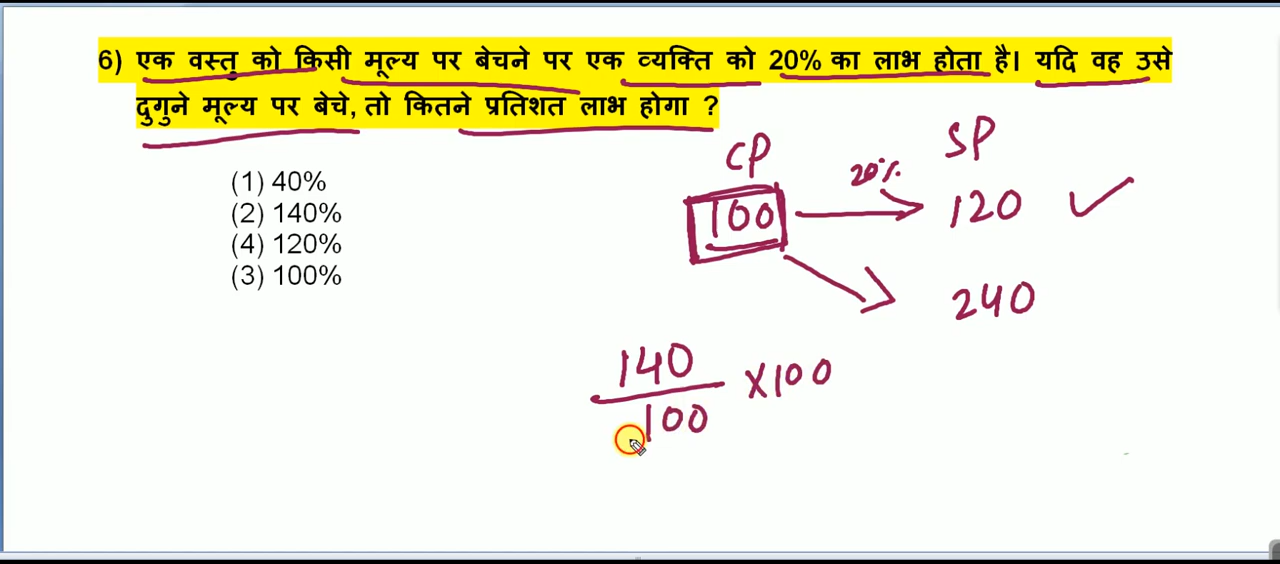 6) एक वस्तु को किसी मूल्य पर बेचने पर एक व्यक्ति को 20% का लाभ होता है। यदि वह उसे
दुगुने मूल्य पर बेचे, तो कितने प्रतिशत लाभ होगा ?
(1) 40%
(2) 140%
(4) 120%
(3) 100%
CP
SP
20%
100
120
240
140
100
X100